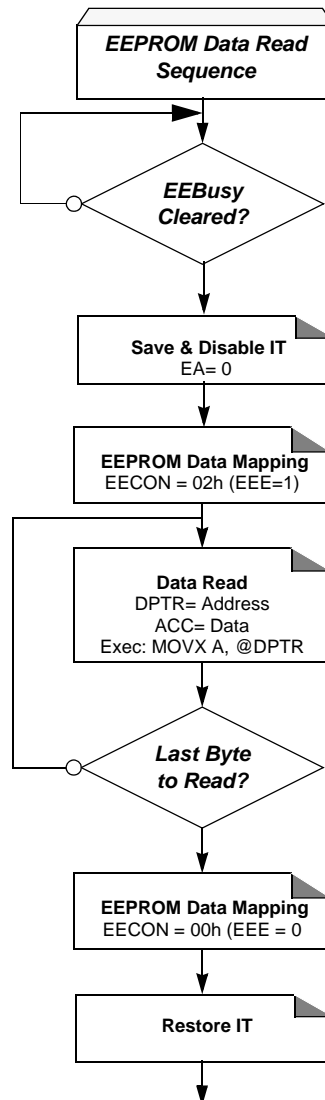 EEPROM Data Read
Sequence
EEBusy
Cleared?
Save & Disable IT
EA= 0
EEPROM Data Mapping
EECON = 02h (EEE=1)
Data Read
DPTR= Address
ACC= Data
Exec: MOVX A, @DPTR
Last Byte
to Read?
EEPROM Data Mapping
EECON = 00h (EEE = 0
Restore IT